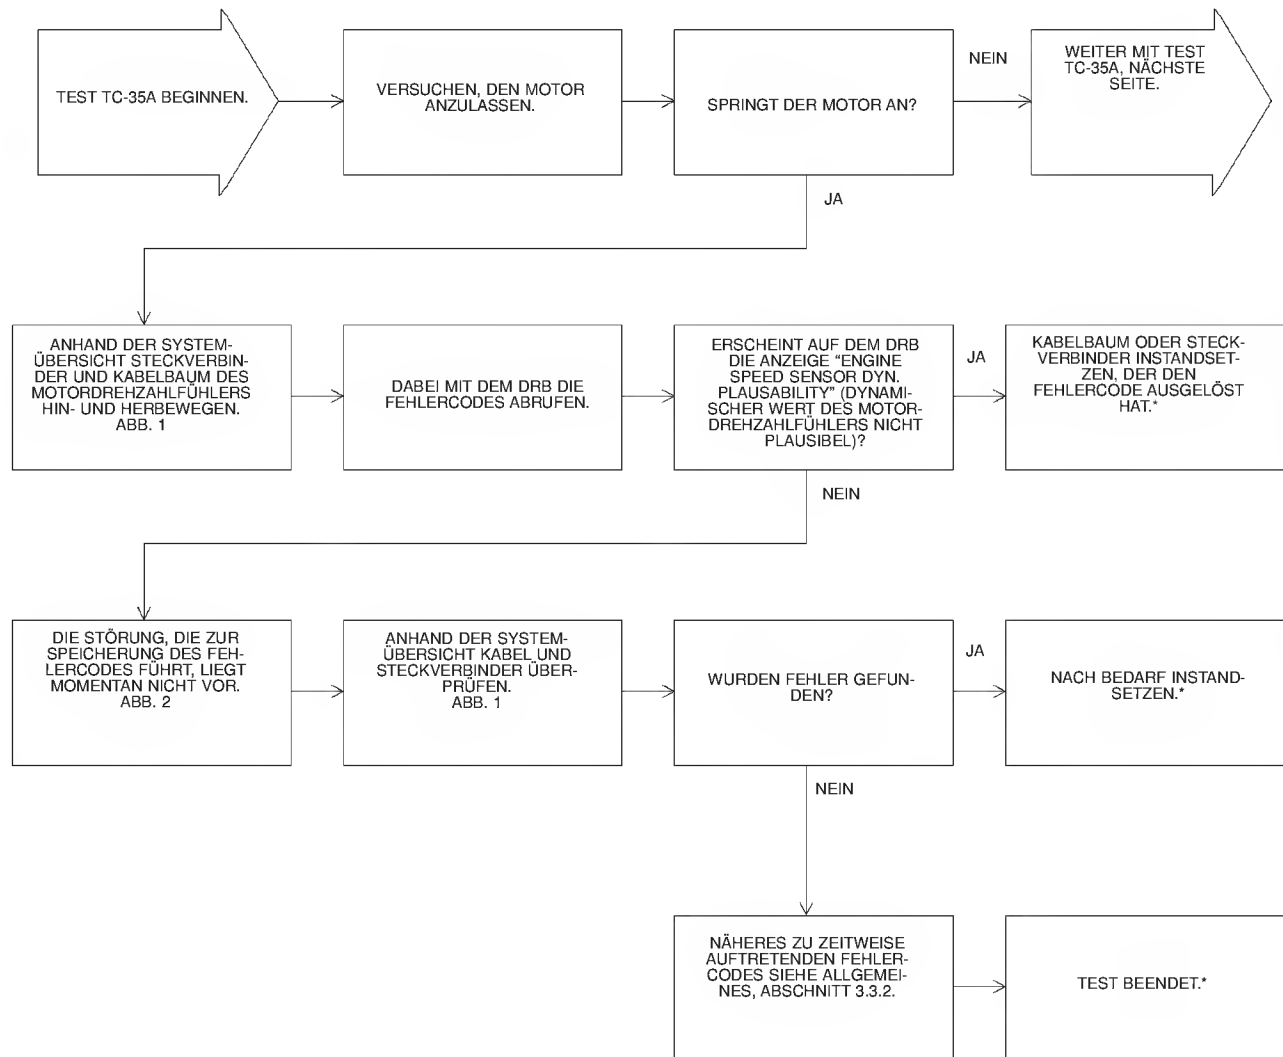 TEST TC-35A BEGINNEN.
VERSUCHEN, DEN MOTOR
ANZULASSEN.
SPRINGT DER MOTOR AN?
NEIN
WEITER MIT TEST
TC-35A, NÄCHSTE
SEITE.
JA
ANHAND DER SYSTEM-
ÜBERSICHT STECKVERBIN-
DER UND KABELBAUM DES
MOTORDREHZAHLFÜHLERS
HIN- UND HERBEWEGEN.
ABB. 1
DABEI MIT DEM DRB DIE
FEHLERCODES ABRUFEN.
ERSCHEINT AUF DEM DRB
DIE ANZEIGE “ENGINE
SPEED SENSOR DYN.
PLAUSABILITY” (DYNAMI-
SCHER WERT DES MOTOR-
DREHZAHLFÜHLERS NICHT
PLAUSIBEL)?
JA
KABELBAUM ODER STECK-
VERBINDER INSTANDSET-
ZEN, DER DEN
FEHLERCODE AUSGELÖST
HAT.*
NEIN
DIE STÖRUNG, DIE ZUR
SPEICHERUNG DES FEH-
LERCODES FÜHRT, LIEGT
MOMENTAN NICHT VOR.
ABB. 2
ANHAND DER SYSTEM-
ÜBERSICHT KABEL UND
STECKVERBINDER ÜBER-
PRÜFEN.
ABB. 1
WURDEN FEHLER GEFUN-
DEN?
JA
NACH BEDARF INSTAND-
SETZEN.*
NEIN
NÄHERES ZU ZEITWEISE
AUFTRETENDEN FEHLER-
CODES SIEHE ALLGEMEI-
NES, ABSCHNITT 3.3.2.
TEST BEENDET.*